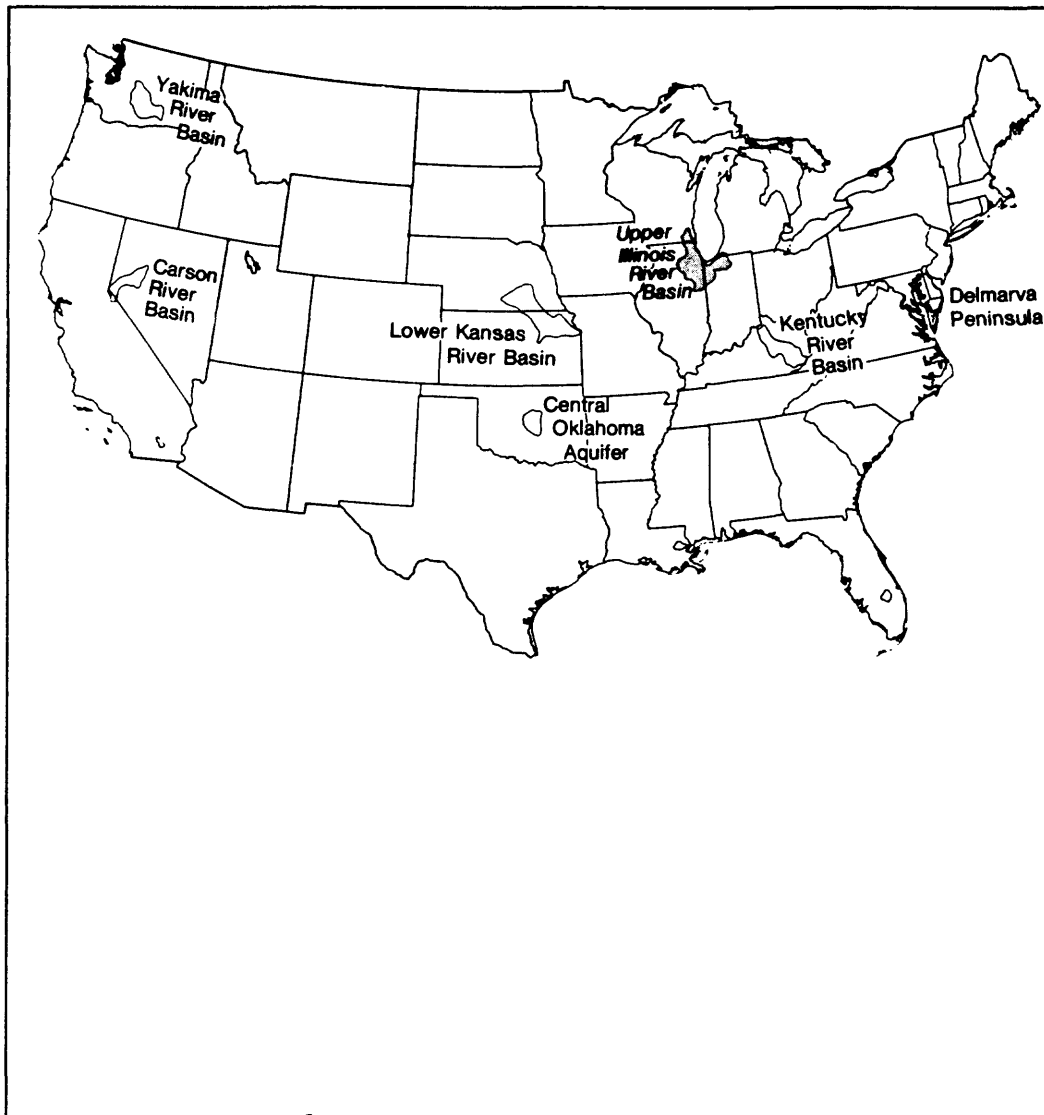 Yakima
River
Basin
Carson
River
Basin
Lower Kansas
River Basin
Central
Oklahoma
Aquifer
Upper
Illinois
River
Basin
Kentucky
River
Basin
Delmarva
Peninsula